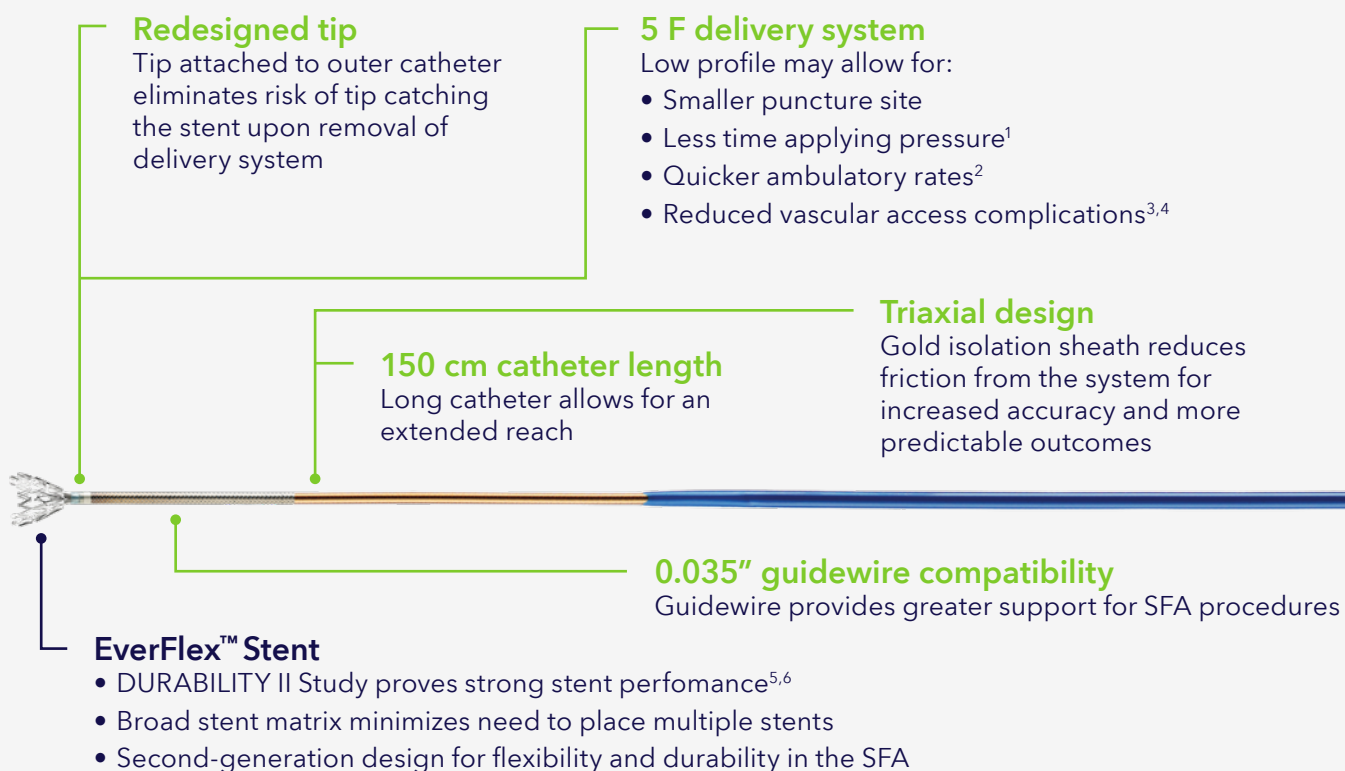 Redesigned tip
Tip attached to outer catheter
eliminates risk of tip catching
the stent upon removal of
delivery system
5 F delivery system
Low profile may allow for:
• Smaller puncture site
• Less time applying pressure1
• Quicker ambulatory rates2
• Reduced vascular access complications3,4
Triaxial design
Gold isolation sheath reduces
friction from the system for
increased accuracy and more
predictable outcomes
150 cm catheter length
Long catheter allows for an
extended reach
0.035” guidewire compatibility
Guidewire provides greater support for SFA procedures
EverFlex™ Stent
• DURABILITY II Study proves strong stent perfomance5,6
• Broad stent matrix minimizes need to place multiple stents
• Second-generation design for flexibility and durability in the SFA